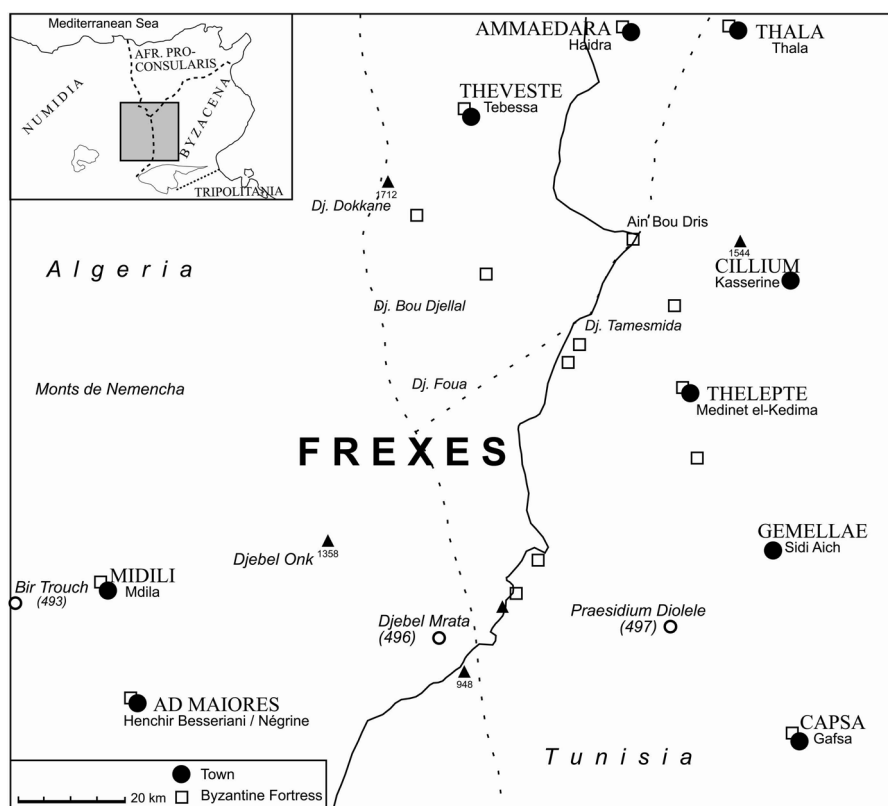 Mediterranean Sea
AFR. PRO-
CONSULARIS
NUMIDIA
BYZACENA
TRIPOLITANIA
AMMAEDARA
Haidra
THALA
Thala
THEVESTE
Tebessa
1712
Dj. Dokkane
Ain Bou Dris
1544
Algeria
CILLIUM
Kasserine
Dj. Bou Djellal
Dj. Tamesmida
Monts de Nemencha
Dj. Foua
THELEPTE
Medinet el-Kedima
FREXES
GEMELLAE
Sidi Aich
Djebel Onk
1358
Bir Trouch
(493)
MIDILI
Mdila
Djebel Mrata
(496)
Praesidium Diolele
(497)
948
AD MAIORES
Henchir Besseriani / Négrine
CAPSA
Gafsa
Tunisia
Town
20 km
Byzantine Fortress